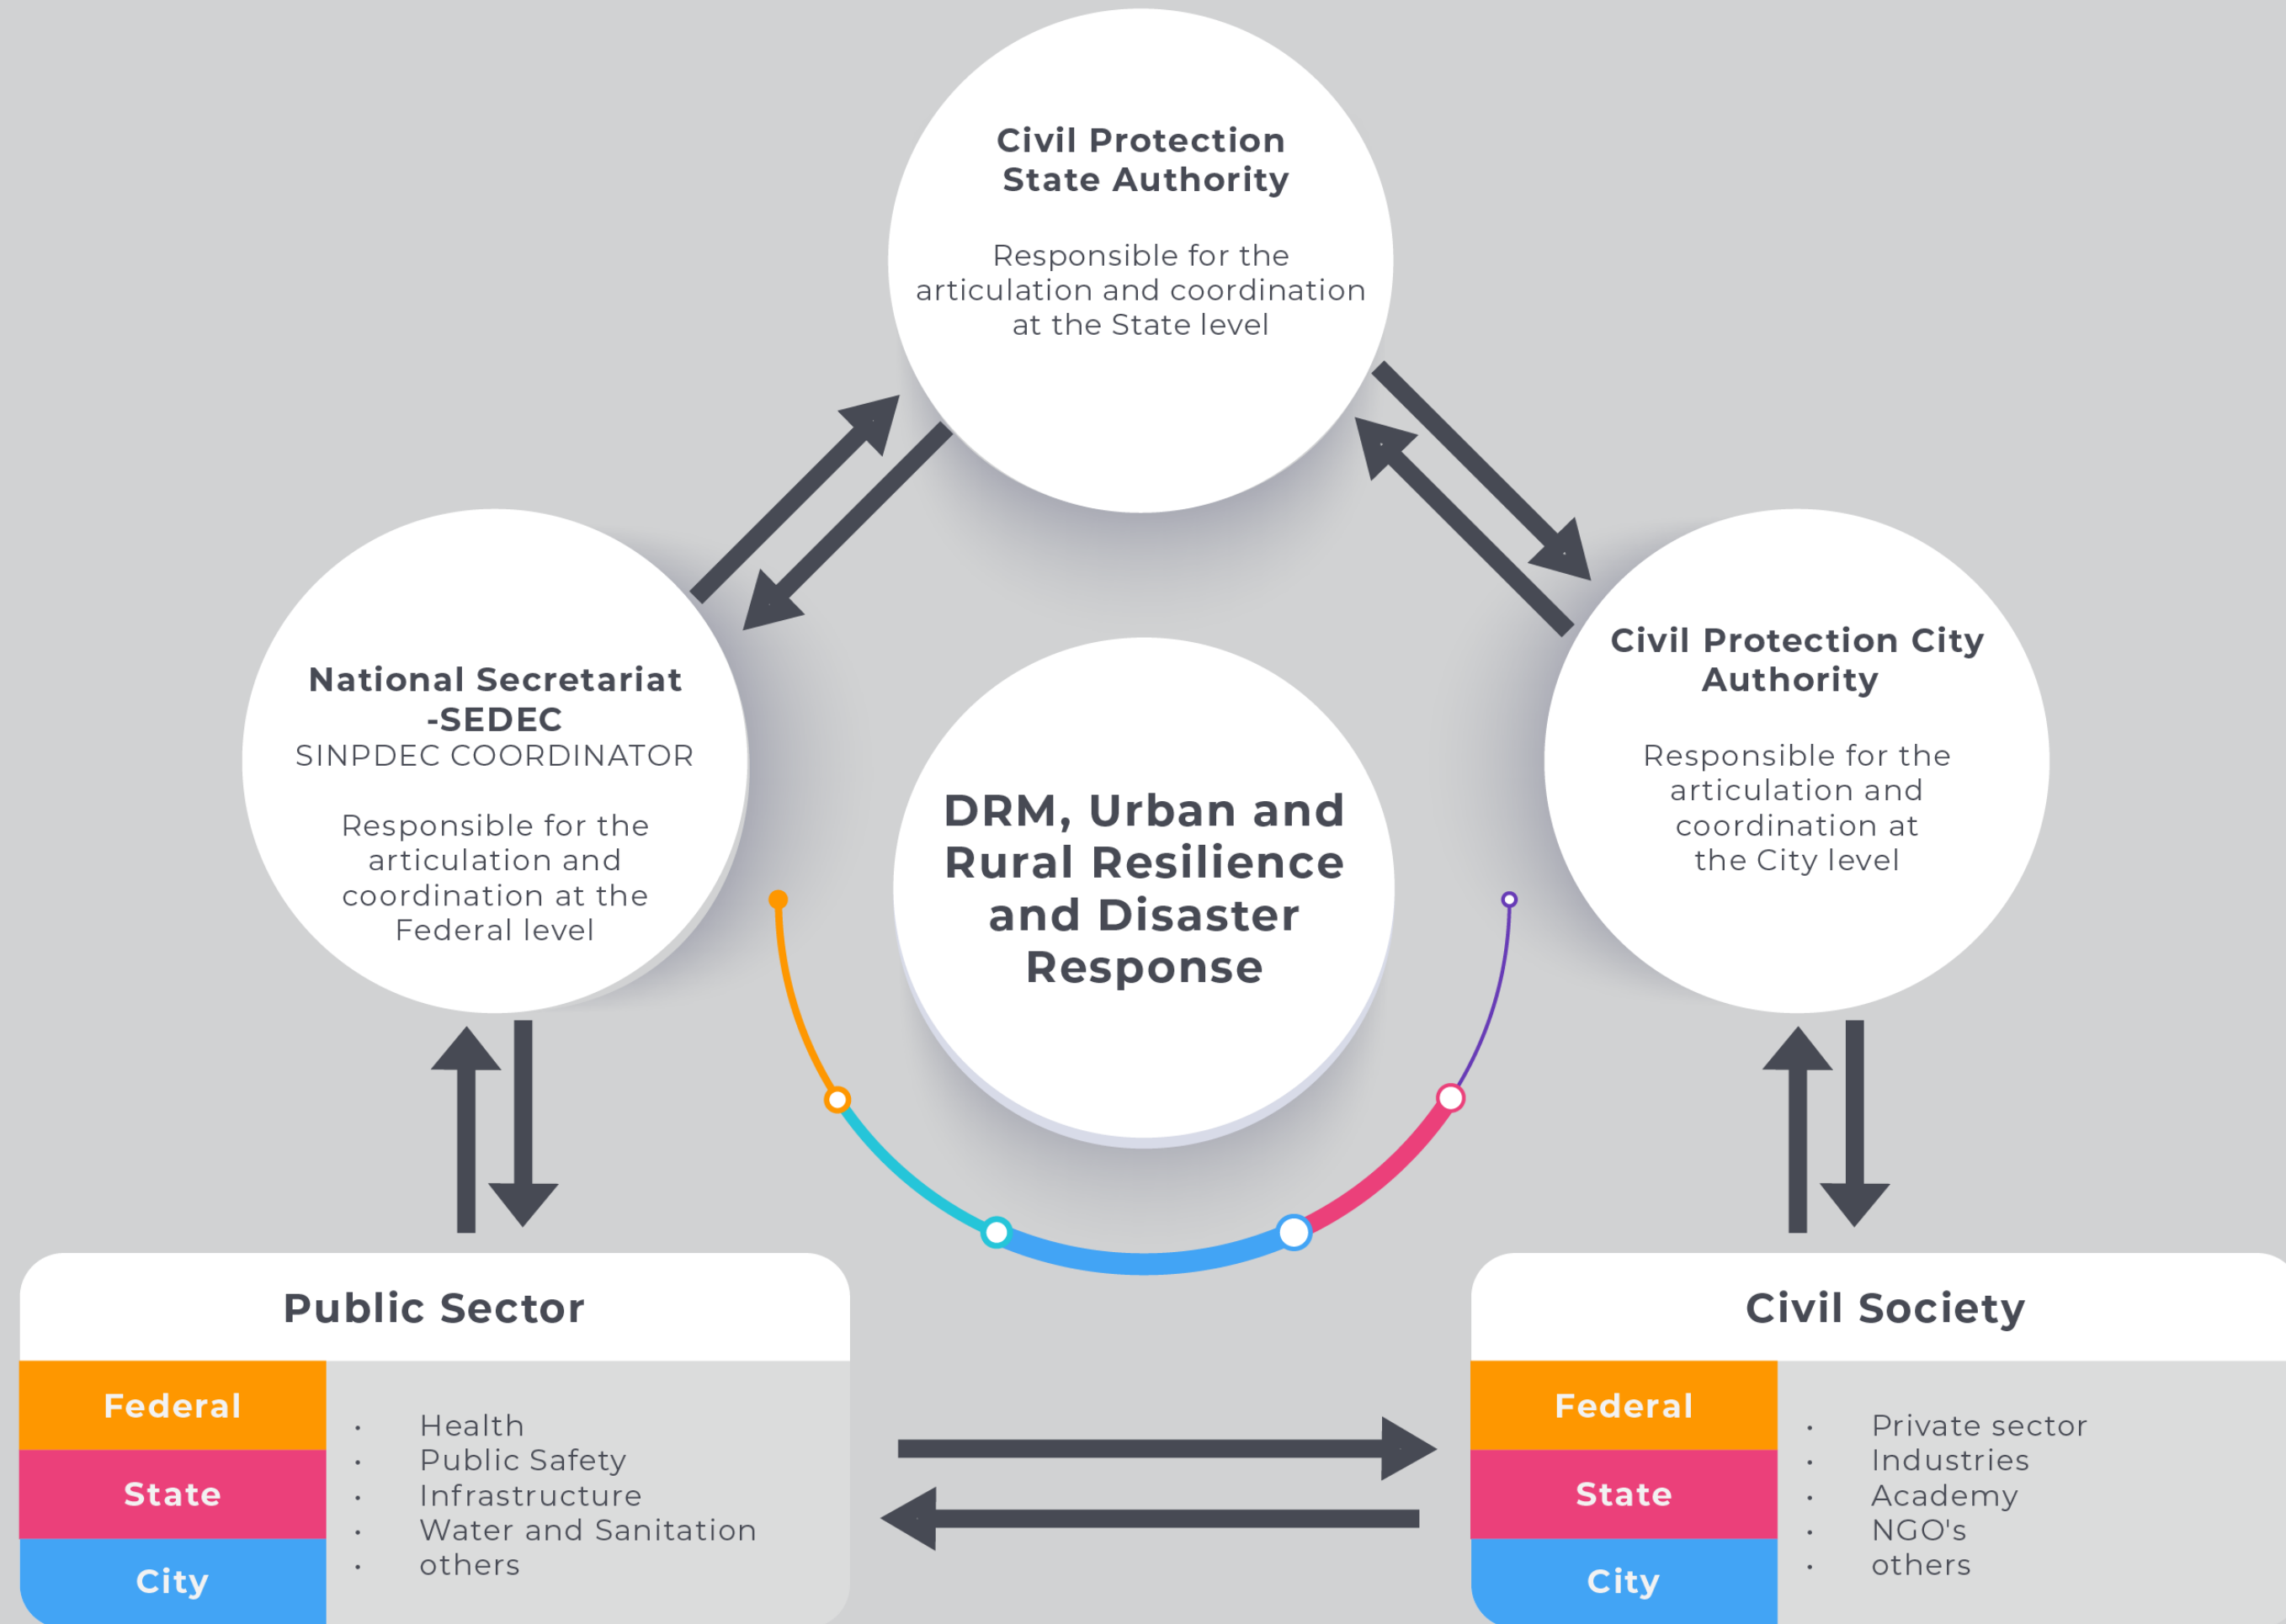 Civil Protection
State Authority
Responsible for the
articulation and coordination
at the State level
National Secretariat
-SEDEC
SINPDEC COORDINATOR
Responsible for the
articulation and
coordination at the
Federal level
Civil Protection City
Authority
Responsible for the
articulation and
coordination at
the City level
DRM, Urban and
Rural Resilience
and Disaster
Response
Public Sector
Federal
State
City
· Health
· Public Safety
· Infrastructure
· Water and Sanitation
· others
Civil Society
Federal
State
City
· Private sector
· Industries
· Academy
· NGO's
· others